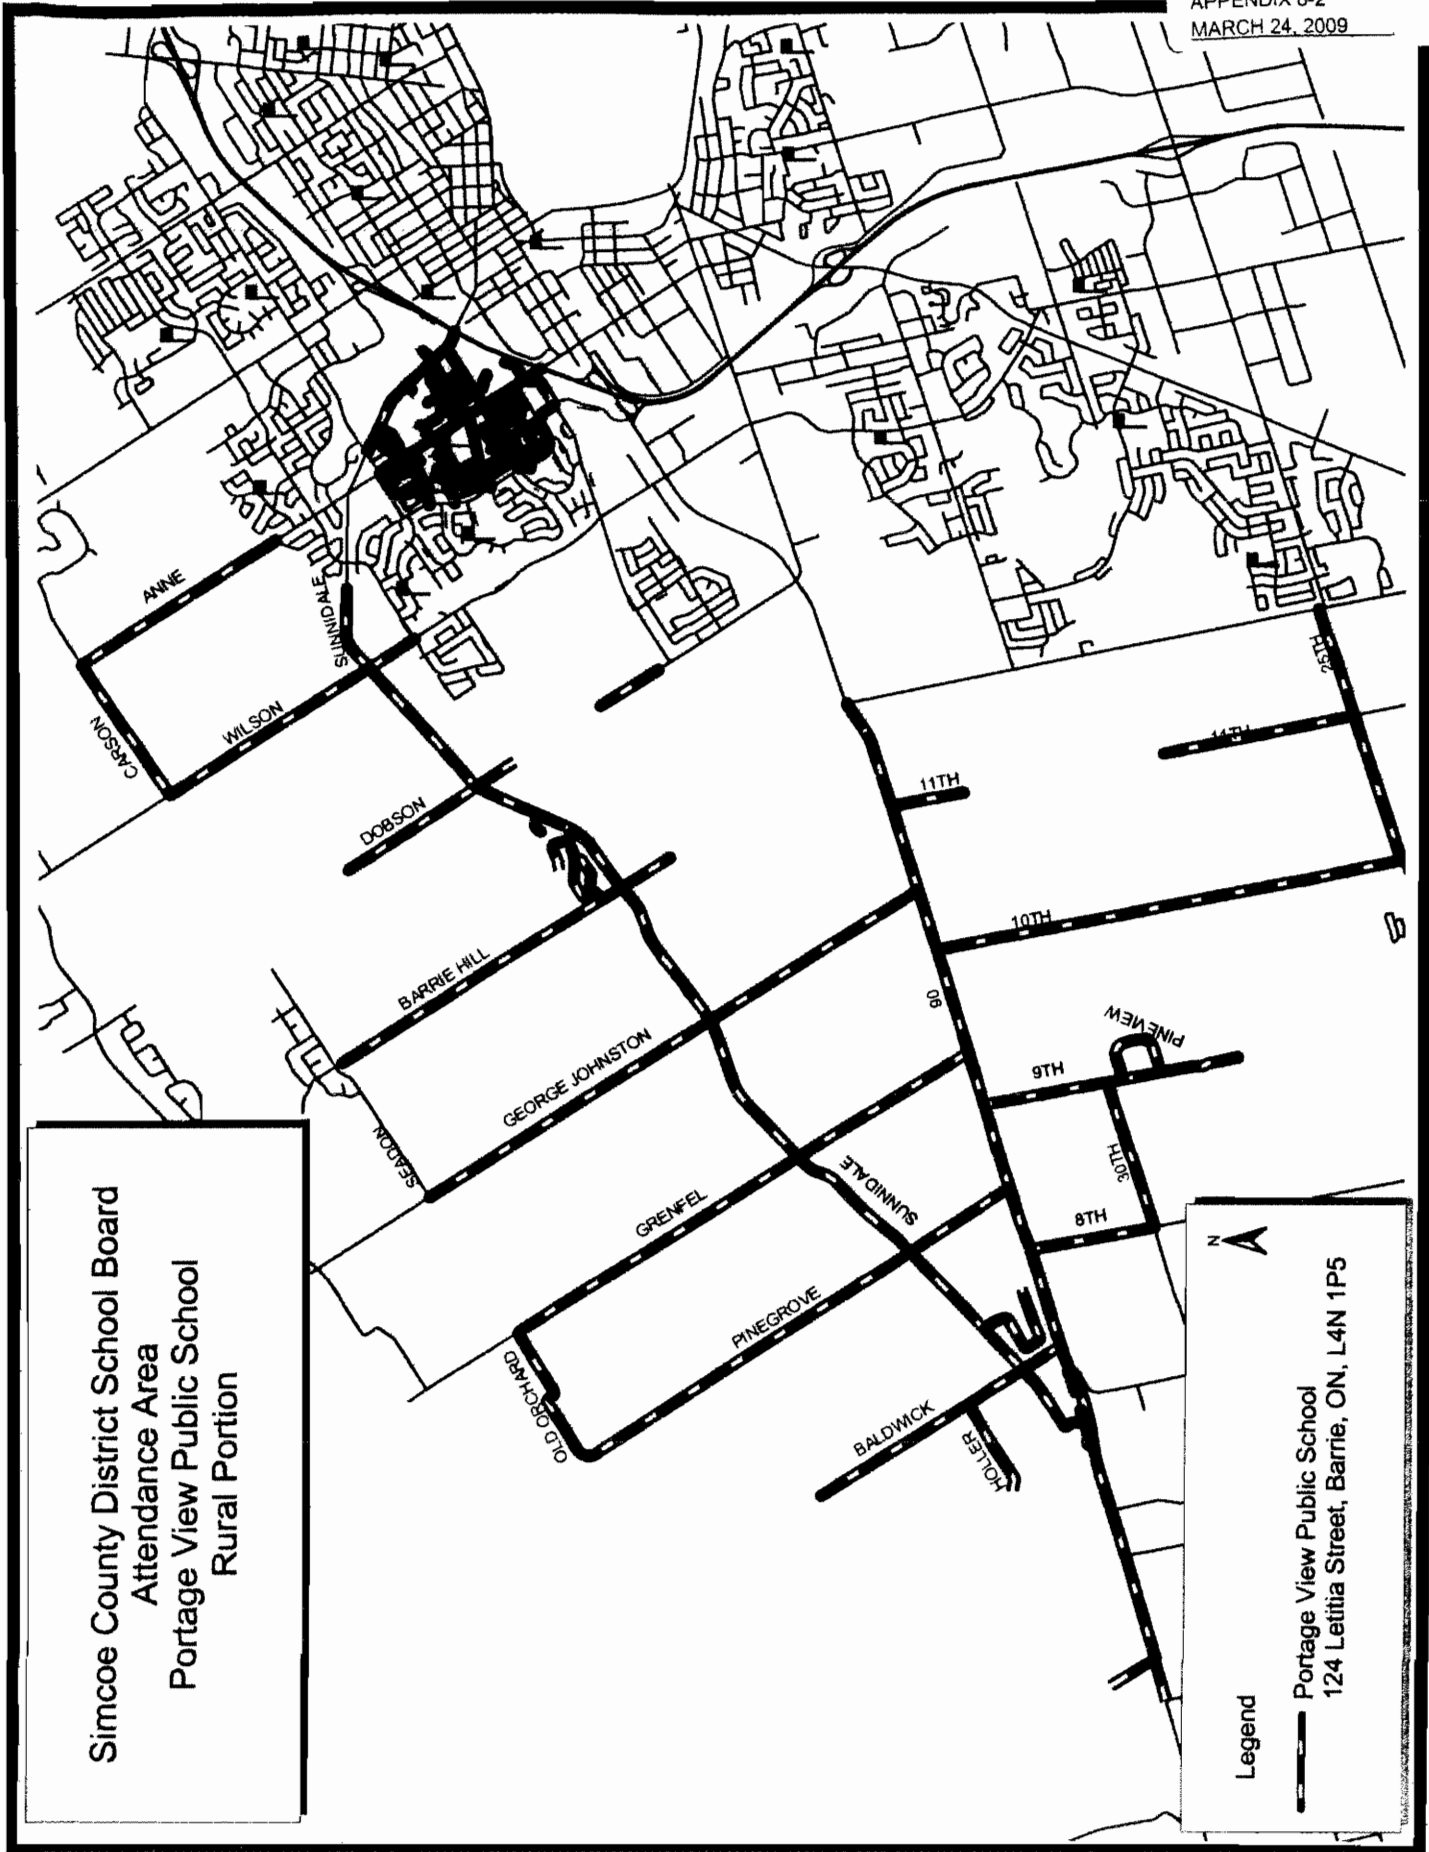 APPENDIX
MARCH 24, 2009
Simcoe County District School Board
Attendance Area
Portage View Public School
Rural Portion
ANNE
SUNNIDALE
CARSON
WILSON
DOBSON
BARRIE HILL
GEORGE JOHNSTON
SEADON
GRENFEL
SUNNIDALE
OLD ORCHARD
PINEGROVE
BALDWICK
HOLLER
90
11TH
11TH
25TH
10TH
9TH
PINEVIEW
30TH
8TH
N
Legend
Portage View Public School
124 Letitia Street, Barrie, ON, L4N 1P5